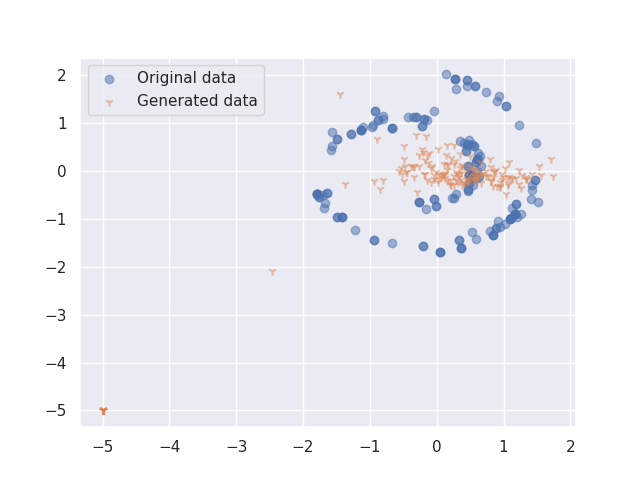 Original data
Generated data
2
1
0
−1
−2
−3
−4
−5
−5 −4 −3 −2 −1 0 1 2